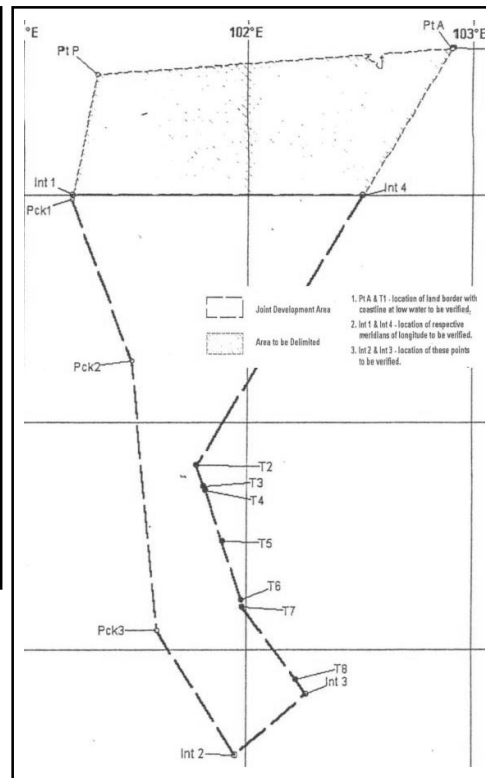 °E
102°E
103°E
Pt A
Pt P
Int 1
Pck1
Int 4
Joint Development Area
Area to be Delimited
1. Pt A & T1 - location of land border with
coastline at low water to be verified.
2. Int 1 & Int 4 - location of respective
meridians of longitude to be verified.
3. Int 2 & Int 3 - location of these points
to be verified.
Pck2
T2
T3
T4
T5
T6
T7
Pck3
T8
Int 3
Int 2